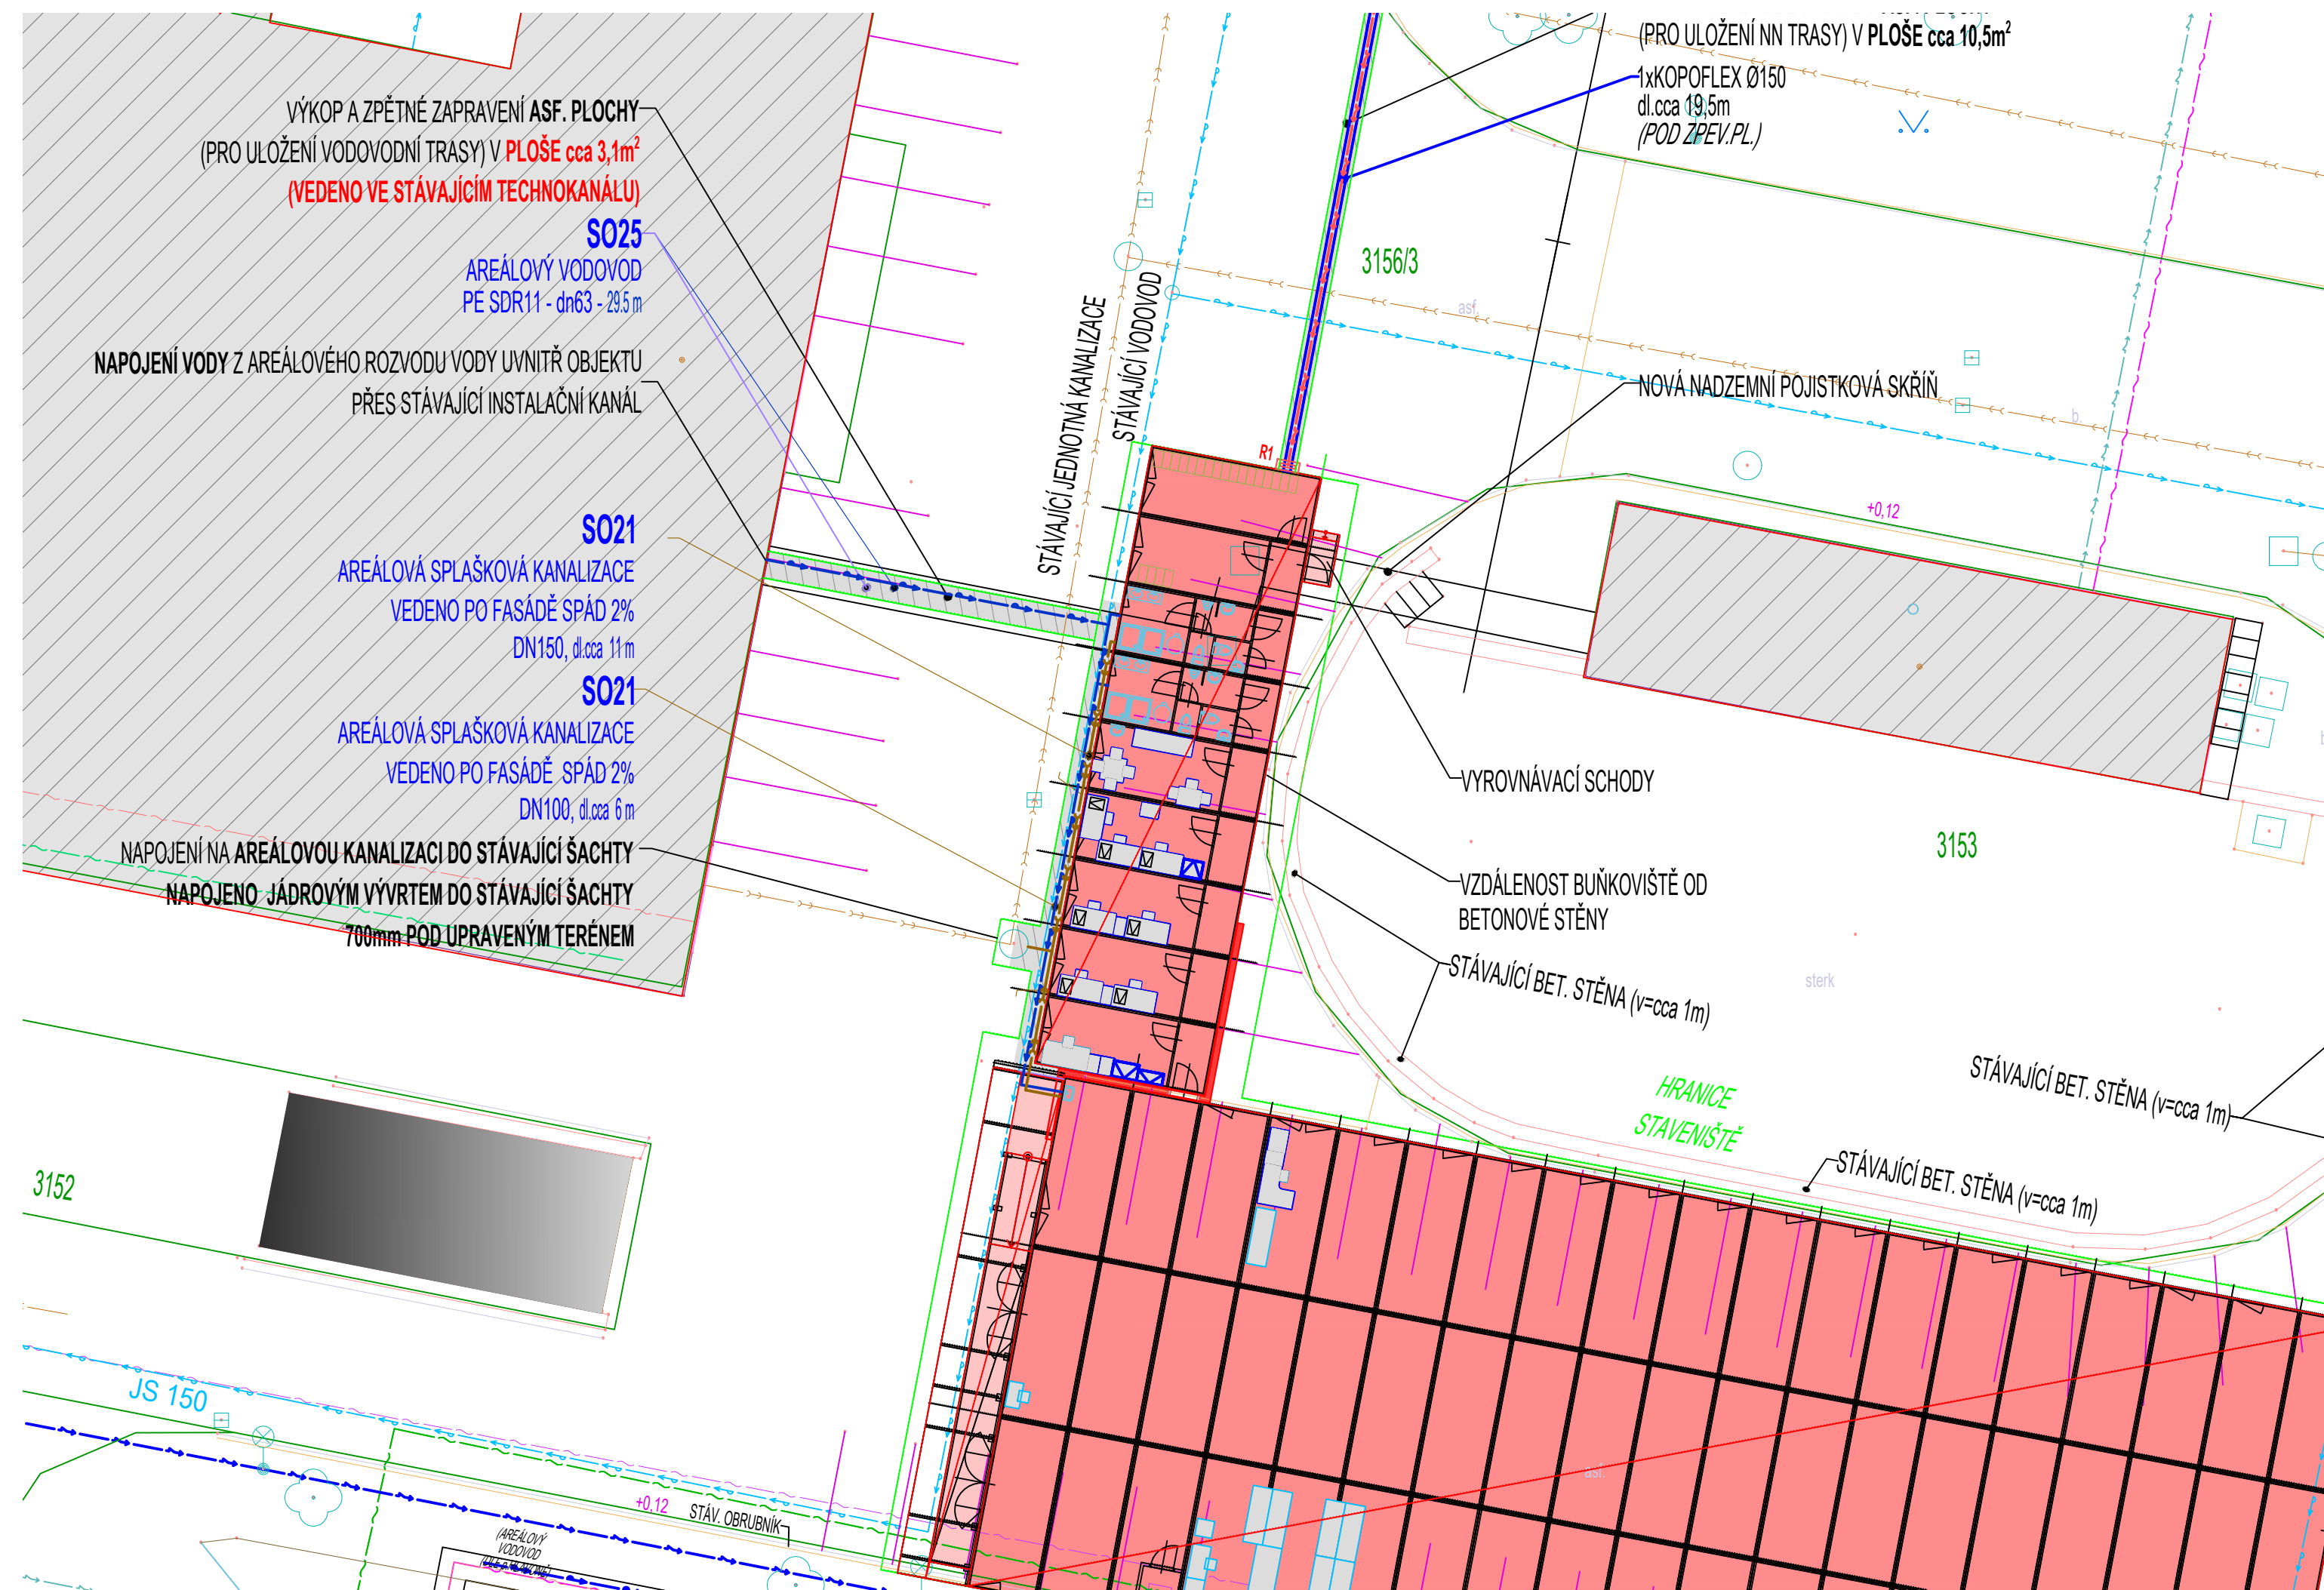 (PRO ULOŽENÍ NN TRASY) V PLOŠE cca 10,5m²
1xKOPOFLEX Ø150
dl.cca 19,5m
(POD ZPEV.PL.)
VÝKOP A ZPĚTNÉ ZAPRAVENÍ ASF. PLOCHY
(PRO ULOŽENÍ VODOVODNÍ TRASY) V PLOŠE cca 3,1m²
(VEDENO VE STÁVAJÍCÍM TECHNOKANÁLU)
SO25
AREÁLOVÝ VODOVOD
PE SDR11 - dn63 - 29.5 m
NAPOJENÍ VODY Z AREÁLOVÉHO ROZVODU VODY UVNITŘ OBJEKTU
PŘES STÁVAJÍCÍ INSTALAČNÍ KANÁL
SO21
AREÁLOVÁ SPLAŠKOVÁ KANALIZACE
VEDENO PO FASÁDĚ SPÁD 2%
DN150, dl.cca 11 m
SO21
AREÁLOVÁ SPLAŠKOVÁ KANALIZACE
VEDENO PO FASÁDĚ SPÁD 2%
DN100, dl.cca 6 m
NAPOJENÍ NA AREÁLOVOU KANALIZACI DO STÁVAJÍCÍ ŠACHTY
NAPOJENO JÁDROVÝM VÝVRTEM DO STÁVAJÍCÍ ŠACHTY
700mm POD UPRAVENÝM TERÉNEM
STÁVAJÍCÍ JEDNOTNÁ KANALIZACE
STÁVAJÍCÍ VODOVOD
3156/3
asf.
R1
NOVÁ NADZEMNÍ POJISTKOVÁ SKŘÍŇ
b.
+0,12
VYROVNÁVACÍ SCHODY
3153
VZDÁLENOST BUŇKOVIŠTĚ OD
BETONOVÉ STĚNY
STÁVAJÍCÍ BET. STĚNA (v=cca 1m)
sterk
HRANICE
STAVENIŠTĚ
STÁVAJÍCÍ BET. STĚNA (v=cca 1m)
STÁVAJÍCÍ BET. STĚNA (v=cca 1m)
3152
JS 150
+0,12
STÁV. OBRUBNÍK
(AREÁLOVÝ
VODOVOD
asf.